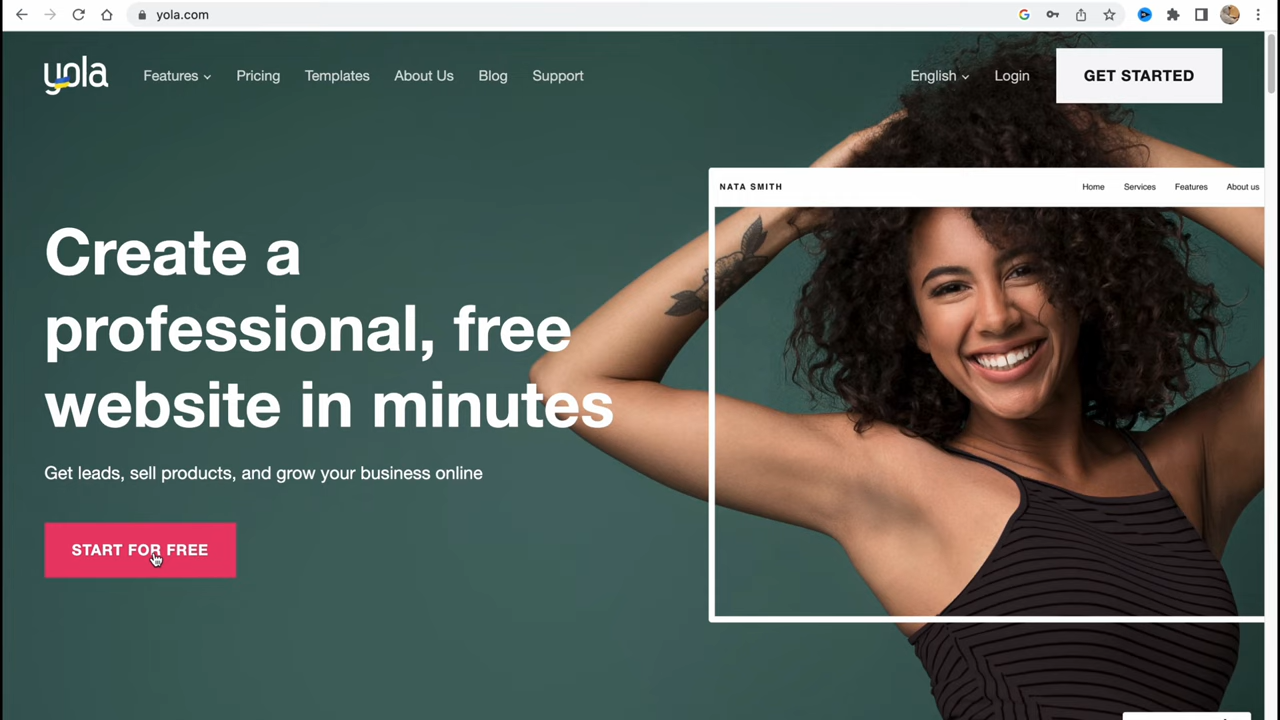 yola.com
yola
Features
Pricing
Templates
About Us
Blog
Support
English
Login
GET STARTED
NATA SMITH
Home
Services
Features
About us
Create a
professional, free
website in minutes
Get leads, sell products, and grow your business online
START FOR FREE